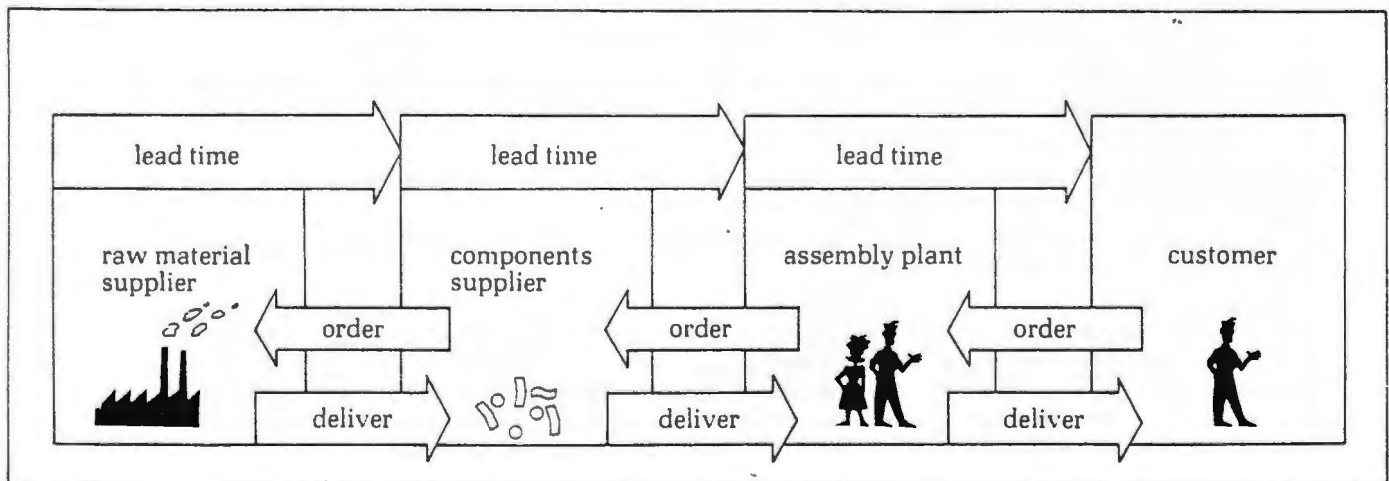 lead time
lead time
lead time
raw material
supplier
components
supplier
assembly plant
customer
order
order
order
deliver
deliver
deliver